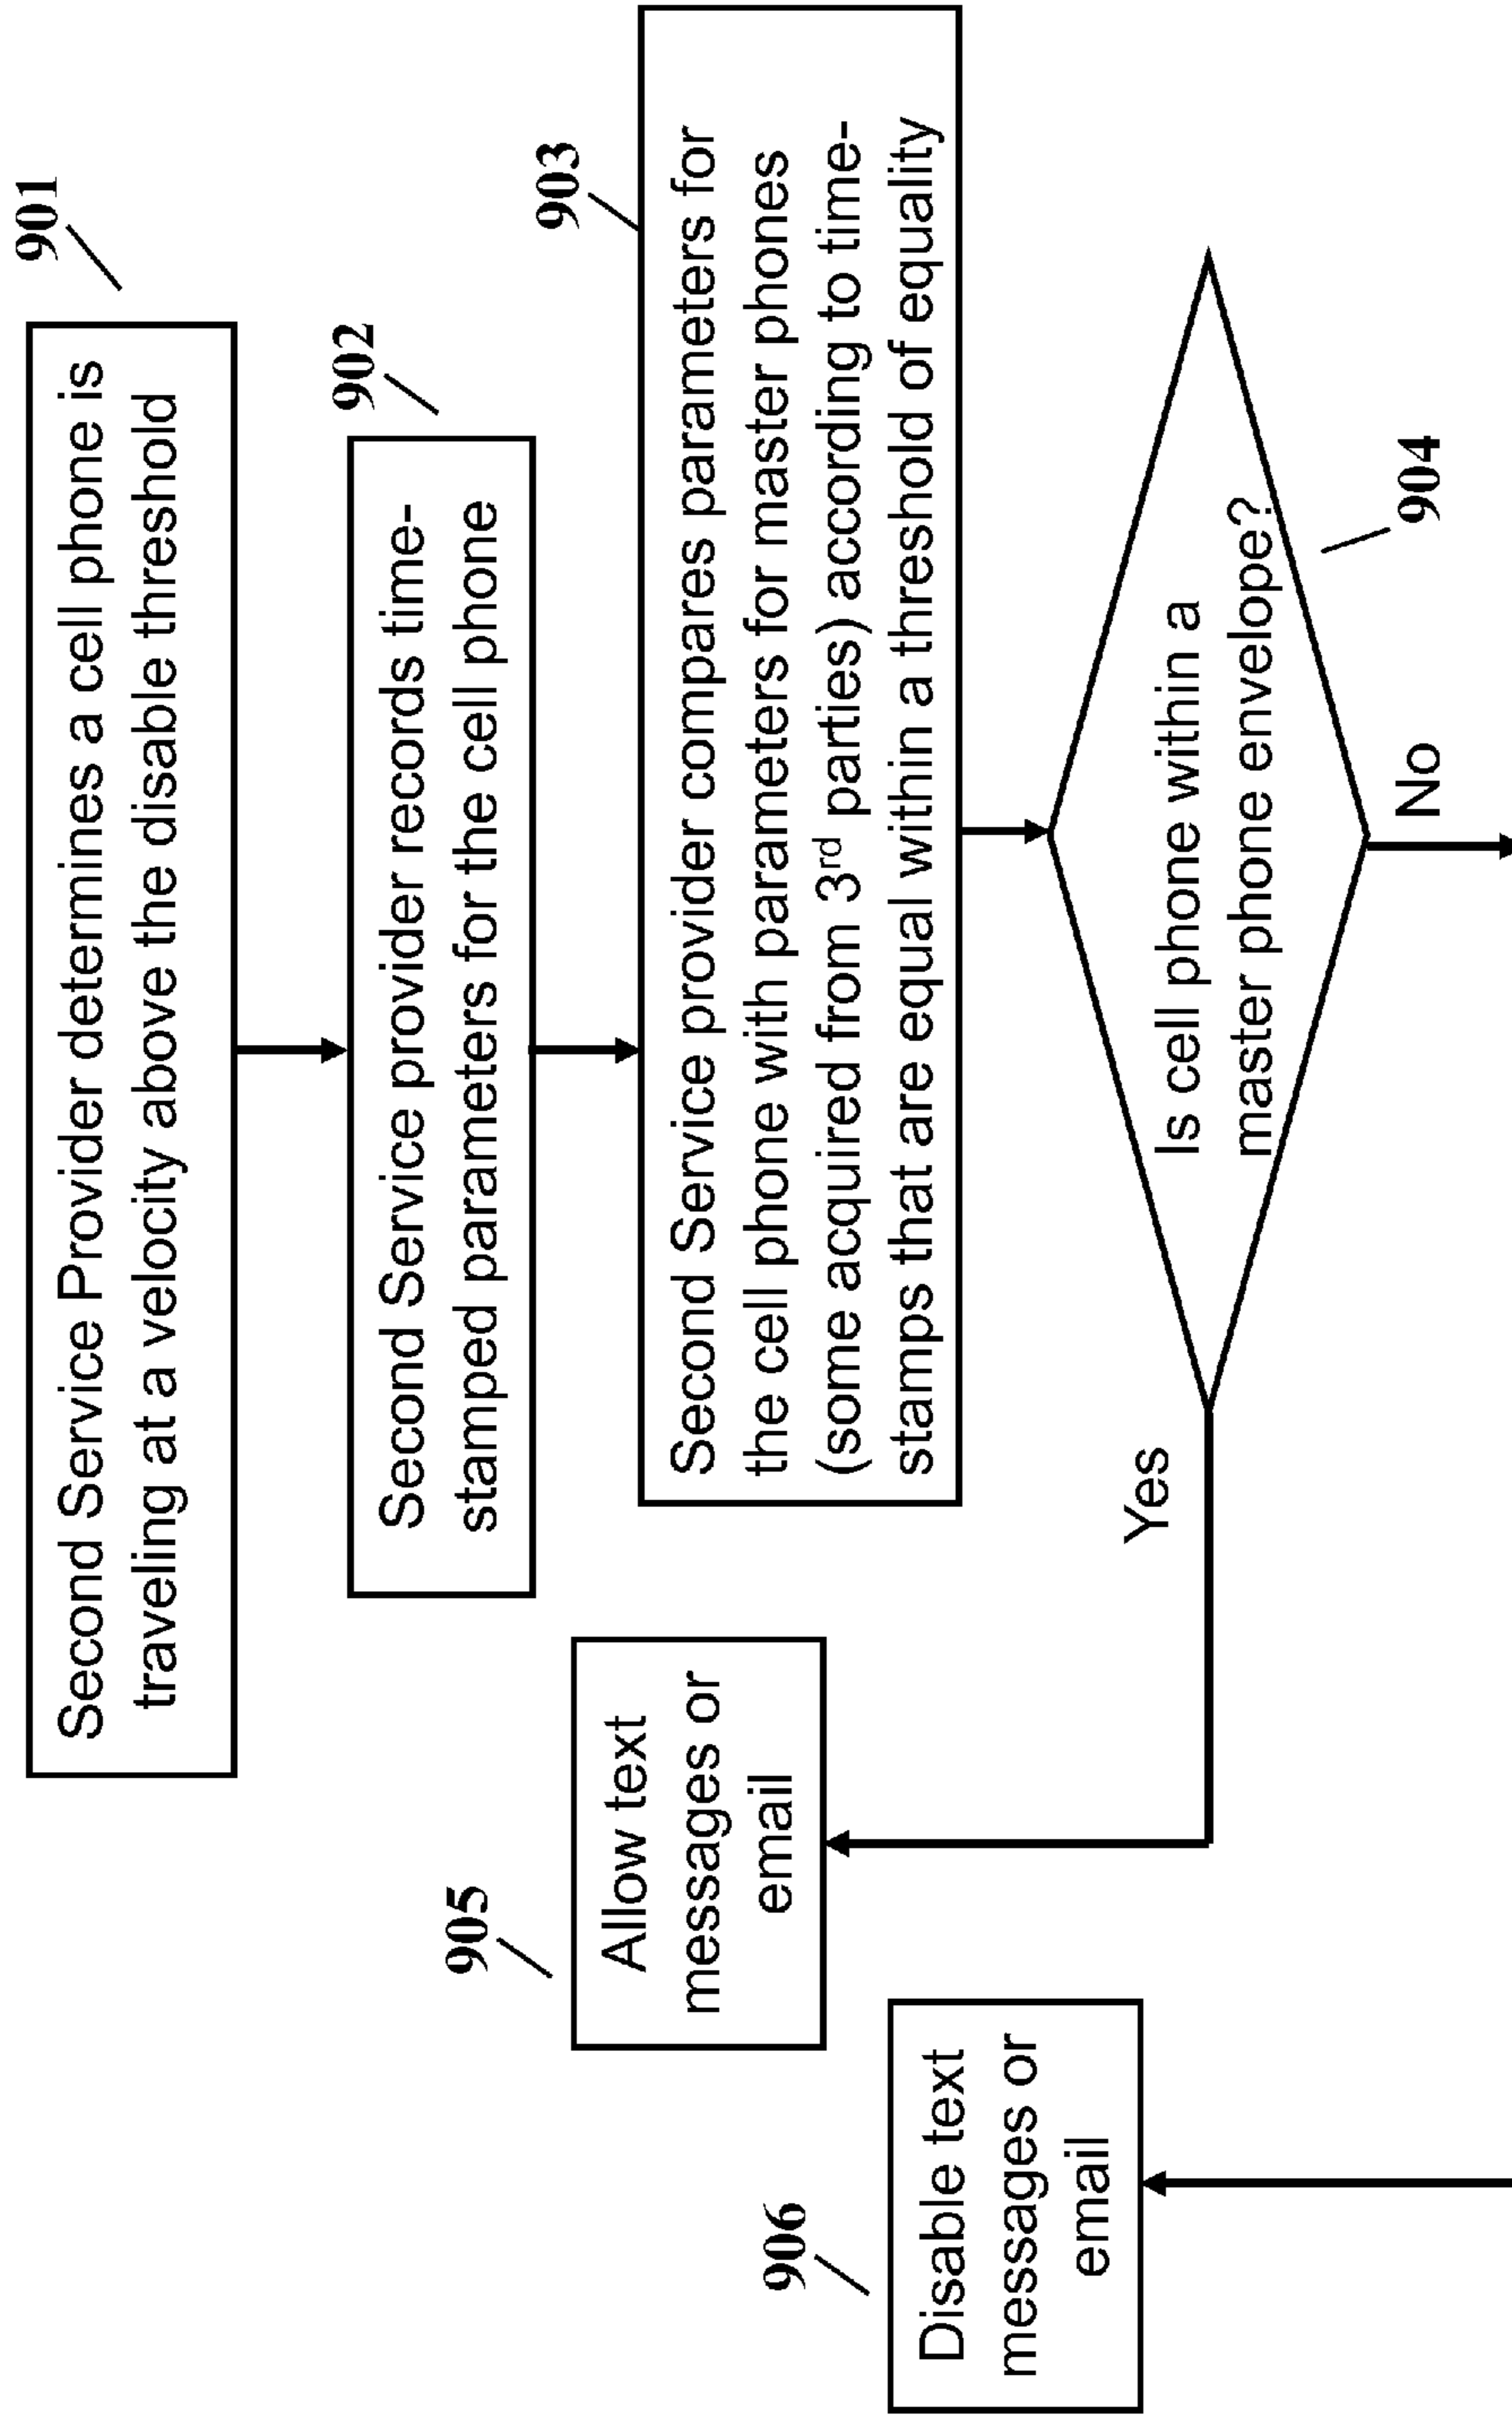 901
Second Service Provider determines a cell phone is
traveling at a velocity above the disable threshold
902
Second Service provider records time-
stamped parameters for the cell phone
903
Second Service provider compares parameters for
the cell phone with parameters for master phones
(some acquired from 3rd parties) according to time-
stamps that are equal within a threshold of equality
Is cell phone within a
master phone envelope?
904
Yes
No
905
Allow text
messages or
email
906
Disable text
messages or
email